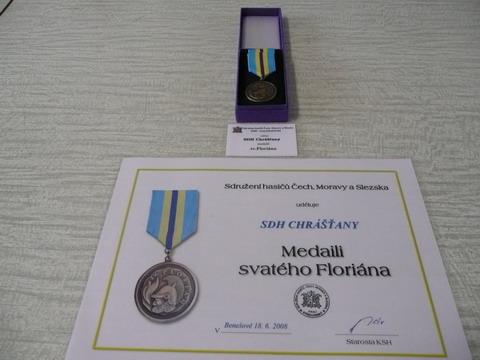 SDH Chrášťany
sv.Floriána
Sdružení hasičů Čech, Moravy a Slezska
uděluje
SDH CHRÁŠŤANY
Medaili
svatého Floriána
V Benešově 18. 6. 2008
Starosta KSH